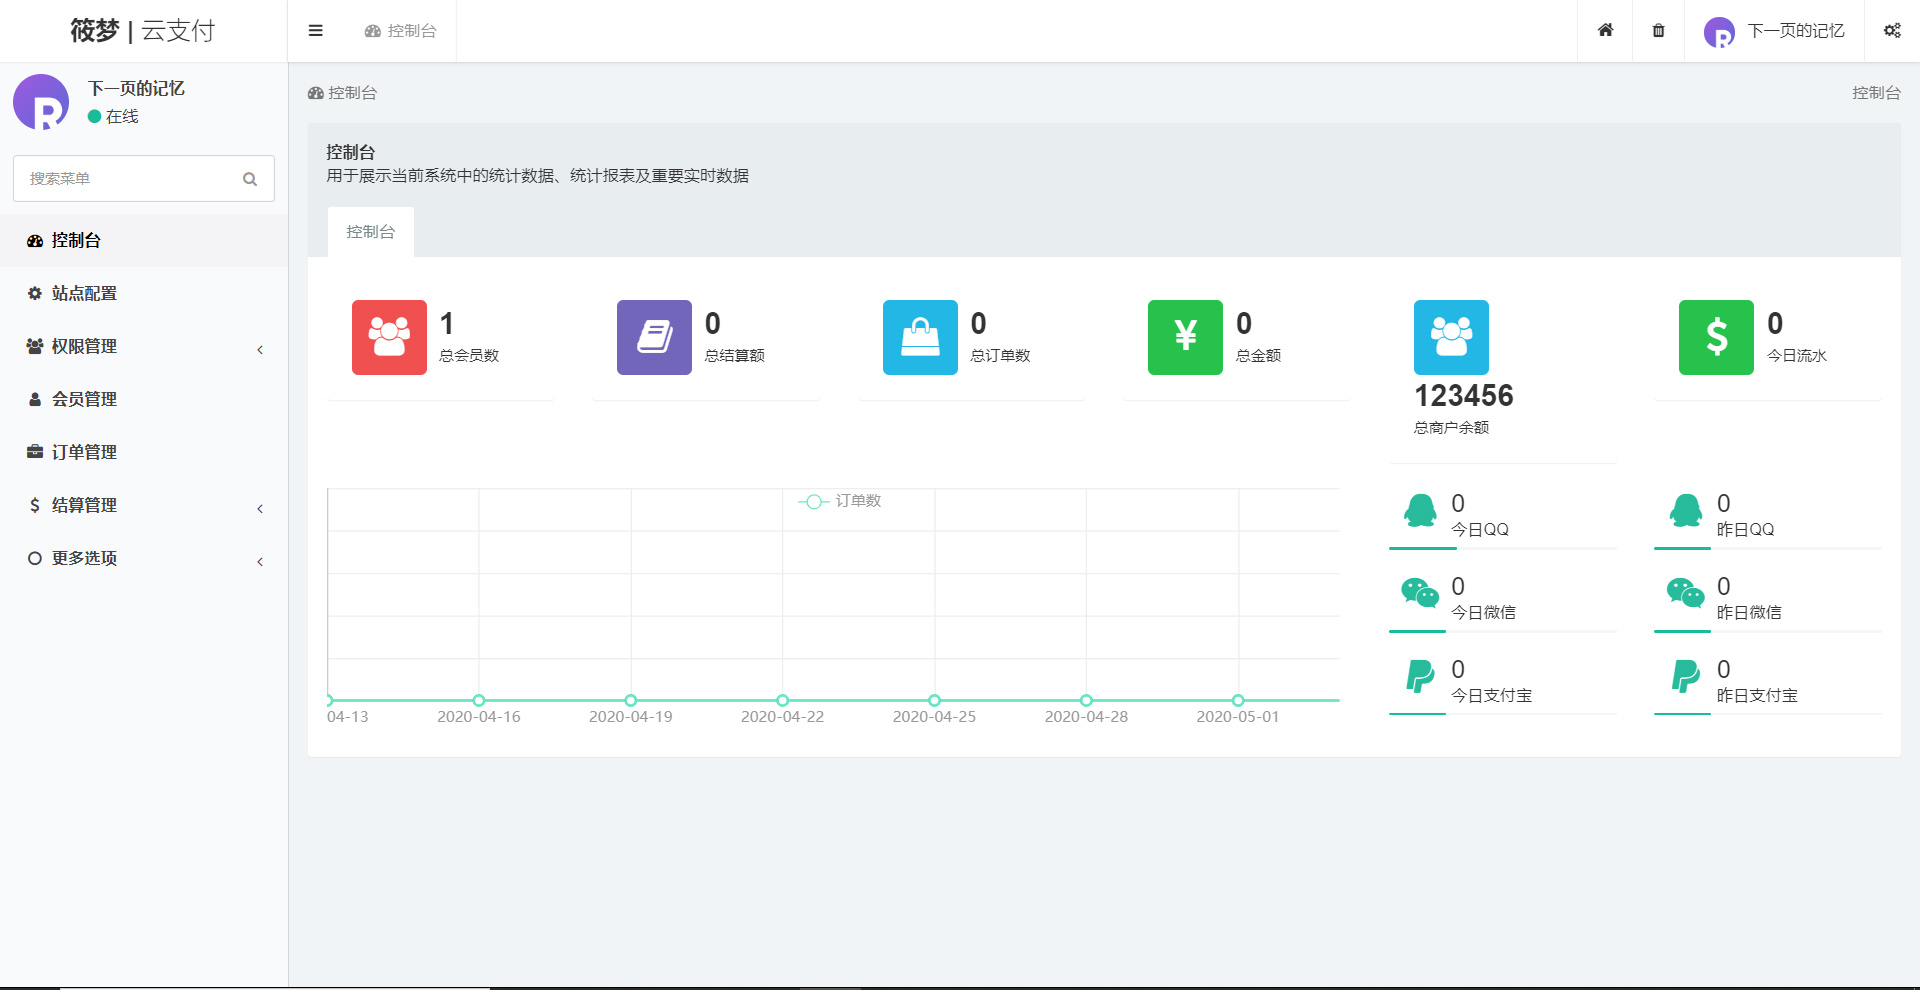 筱梦 | 云支付
控制台
下一页的记忆
下一页的记忆
在线
搜索菜单
控制台
站点配置
权限管理
会员管理
订单管理
$ 结算管理
更多选项
控制台
控制台
控制台
用于展示当前系统中的统计数据、统计报表及重要实时数据
控制台
1
总会员数
0
总结算额
0
总订单数
¥
0
总金额
123456
总商户余额
$
0
今日流水
订单数
04-13
2020-04-16
2020-04-19
2020-04-22
2020-04-25
2020-04-28
2020-05-01
0
今日QQ
0
昨日QQ
0
今日微信
0
昨日微信
0
今日支付宝
0
昨日支付宝